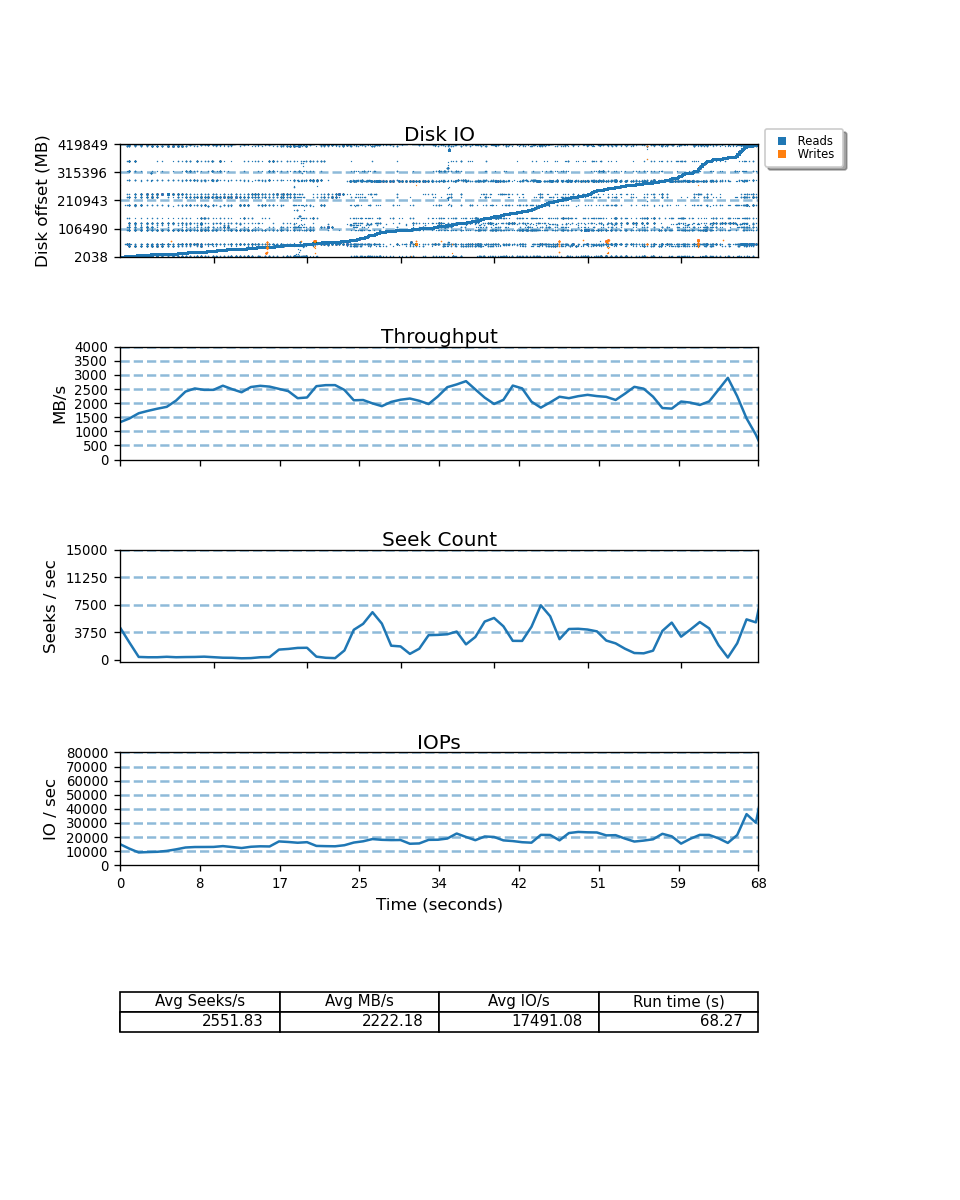 Disk IO
Reads
Writes
419849
315396
210943
106490
2038
Disk offset (MB)
Throughput
4000
3500
3000
2500
2000
1500
1000
500
0
MB/s
Seek Count
15000
11250
7500
3750
0
Seeks / sec
IOPs
80000
70000
60000
50000
40000
30000
20000
10000
0
IO / sec
0 8 17 25 34 42 51 59 68
Time (seconds)
Avg Seeks/s Avg MB/s Avg IO/s Run time (s)
2551.83 2222.18 17491.08 68.27